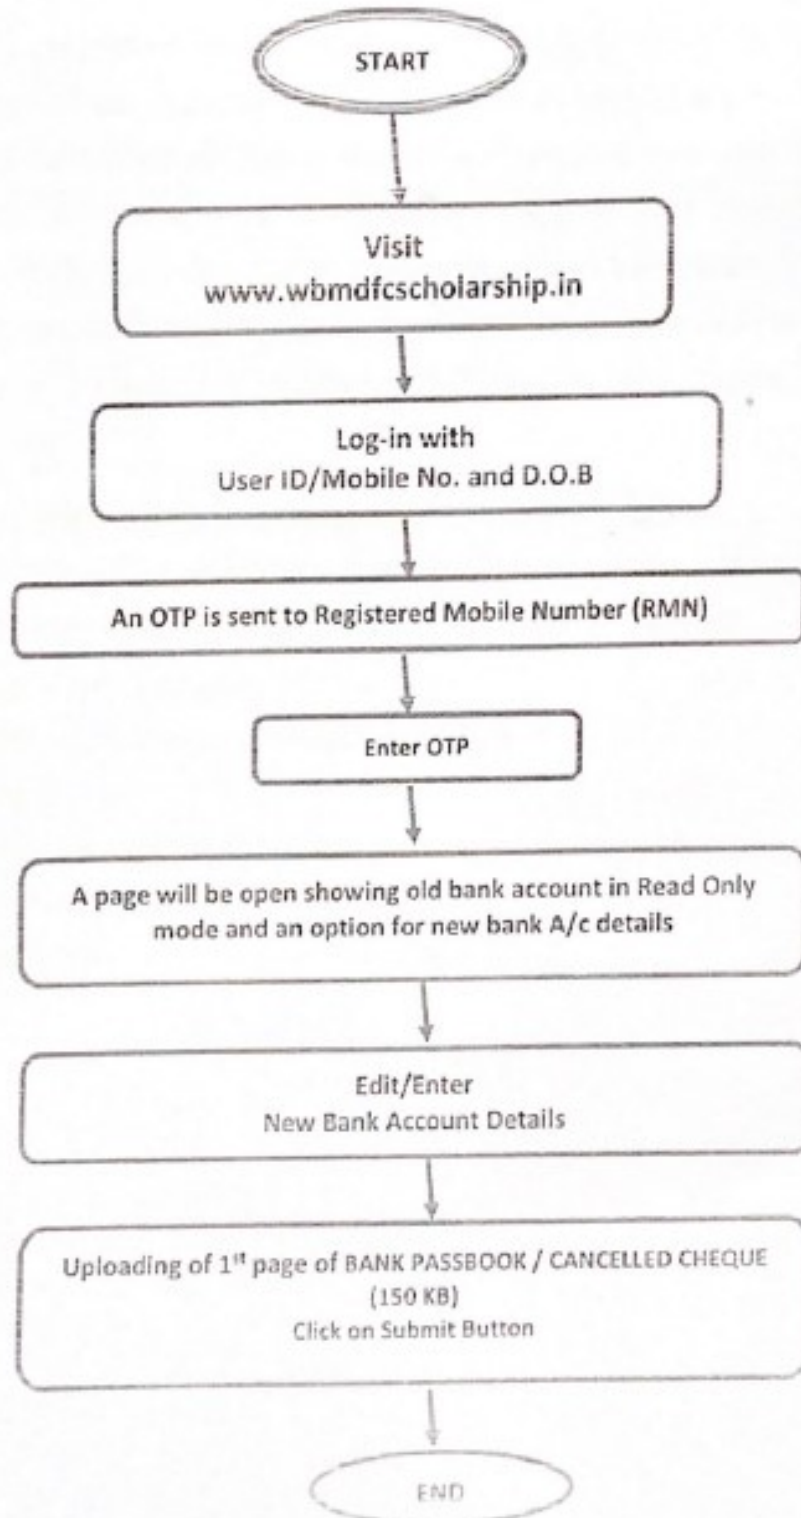 START
Visit
www.wbmdfcscholarship.in
Log-in with
User ID/Mobile No. and D.O.B
An OTP is sent to Registered Mobile Number (RMN)
Enter OTP
A page will be open showing old bank account in Read Only
mode and an option for new bank A/c details
Edit/Enter
New Bank Account Details
Uploading of 1st page of BANK PASSBOOK / CANCELLED CHEQUE
(150 KB)
Click on Submit Button
END